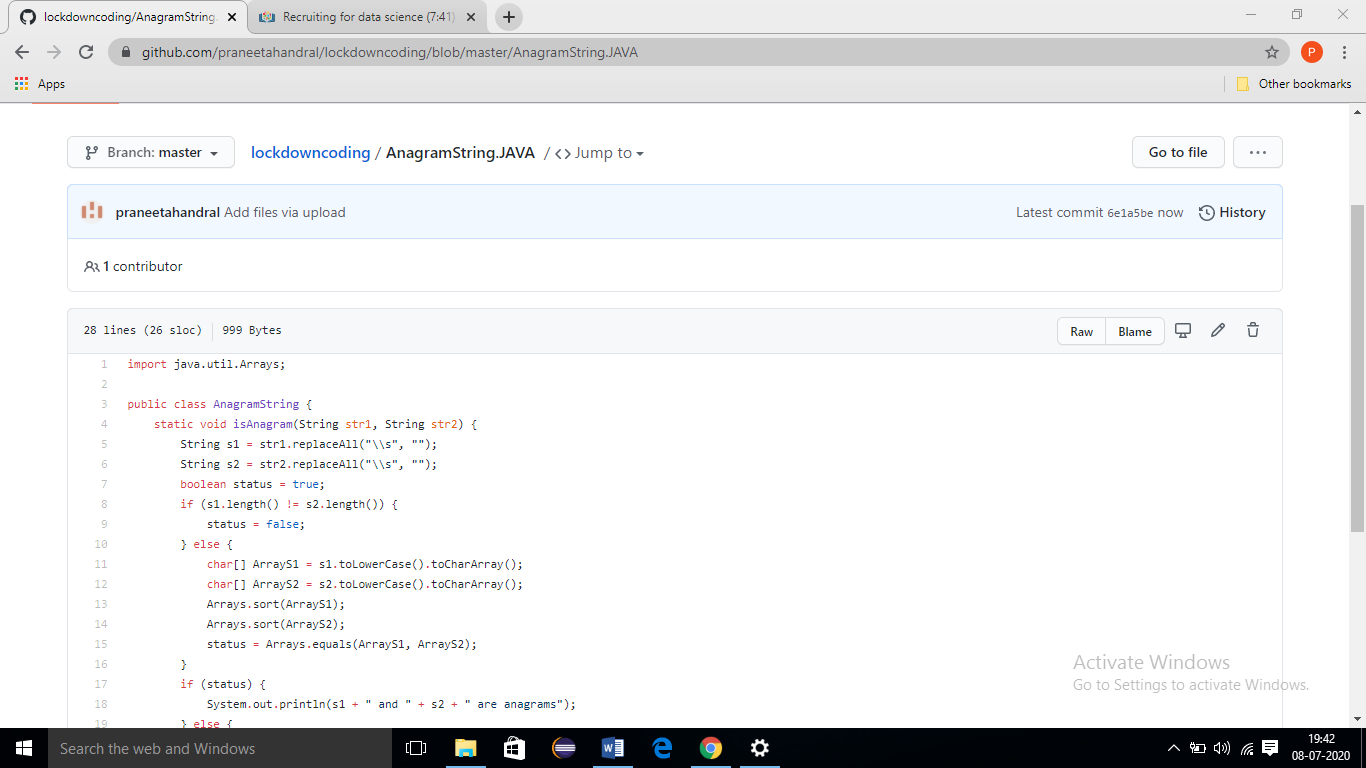 lockdowncoding/AnagramString.
Recruiting for data science (7:41)
github.com/praneetahandral/lockdowncoding/blob/master/AnagramString.JAVA
P
Apps
Other bookmarks
Branch: master
lockdowncoding / AnagramString.JAVA / <> Jump to
Go to file
...
praneetahandral Add files via upload
Latest commit 6e1a5be now
History
1 contributor
28 lines (26 sloc) 999 Bytes
Raw
Blame
1 import java.util.Arrays;
2
3 public class AnagramString {
4 static void isAnagram(String str1, String str2) {
5 String s1 = str1.replaceAll("\\s", "");
6 String s2 = str2.replaceAll("\\s", "");
7 boolean status = true;
8 if (s1.length() != s2.length()) {
9 status = false;
10 } else {
11 char[] ArrayS1 = s1.toLowerCase().toCharArray();
12 char[] ArrayS2 = s2.toLowerCase().toCharArray();
13 Arrays.sort(ArrayS1);
14 Arrays.sort(ArrayS2);
15 status = Arrays.equals(ArrayS1, ArrayS2);
16 }
17 if (status) {
18 System.out.println(s1 + " and " + s2 + " are anagrams");
19 } else {
Activate Windows
Go to Settings to activate Windows.
Search the web and Windows
19:42
08-07-2020